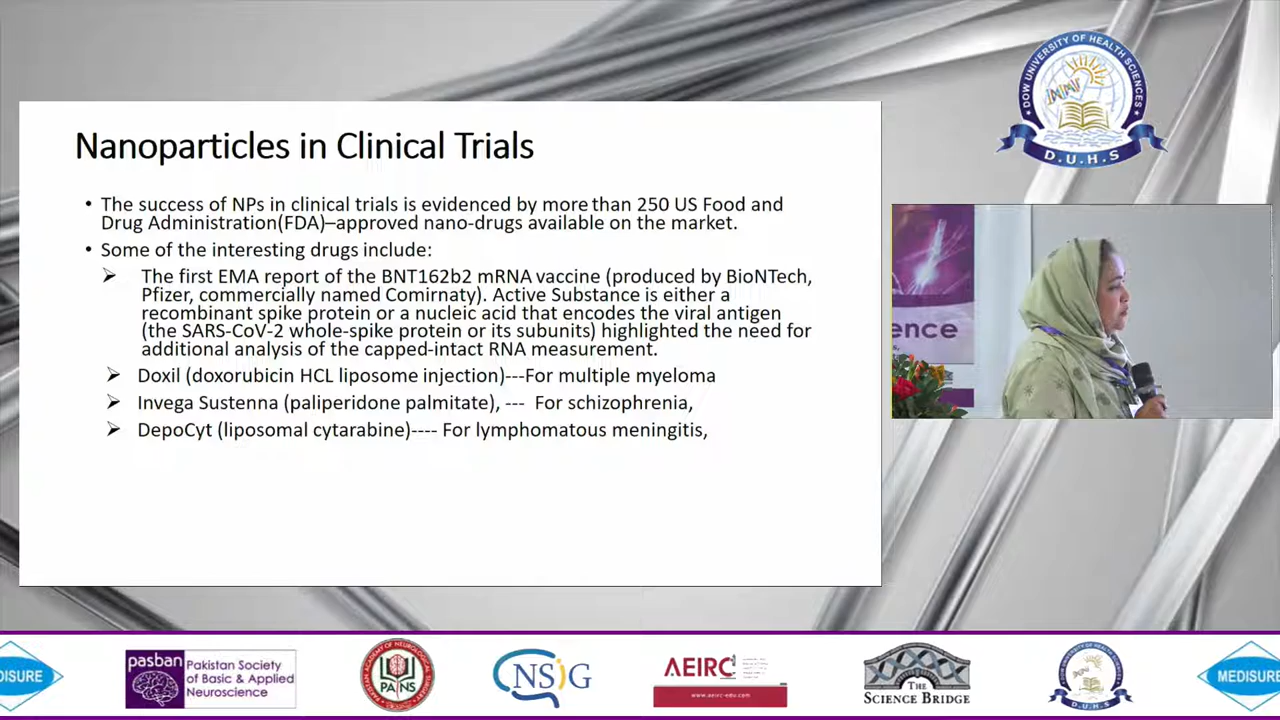 DOW UNIVERSITY OF HEALTH SCIENCES
D.U.H.S
Nanoparticles in Clinical Trials
• The success of NPs in clinical trials is evidenced by more than 250 US Food and
Drug Administration(FDA)–approved nano-drugs available on the market.
• Some of the interesting drugs include:
➢ The first EMA report of the BNT162b2 mRNA vaccine (produced by BioNTech,
Pfizer, commercially named Comirnaty). Active Substance is either a
recombinant spike protein or a nucleic acid that encodes the viral antigen
(the SARS-CoV-2 whole-spike protein or its subunits) highlighted the need for
additional analysis of the capped-intact RNA measurement.
➢ Doxil (doxorubicin HCL liposome injection)---For multiple myeloma
➢ Invega Sustenna (paliperidone palmitate), --- For schizophrenia,
➢ DepoCyt (liposomal cytarabine)---- For lymphomatous meningitis,
ence
DISURE
pasban
Pakistan Society
of Basic & Applied
Neuroscience
PANS
NSIG
AEIRC
www.aeirc-edu.com
THE
SCIENCE BRIDGE
D.U.H.S
MEDISURE